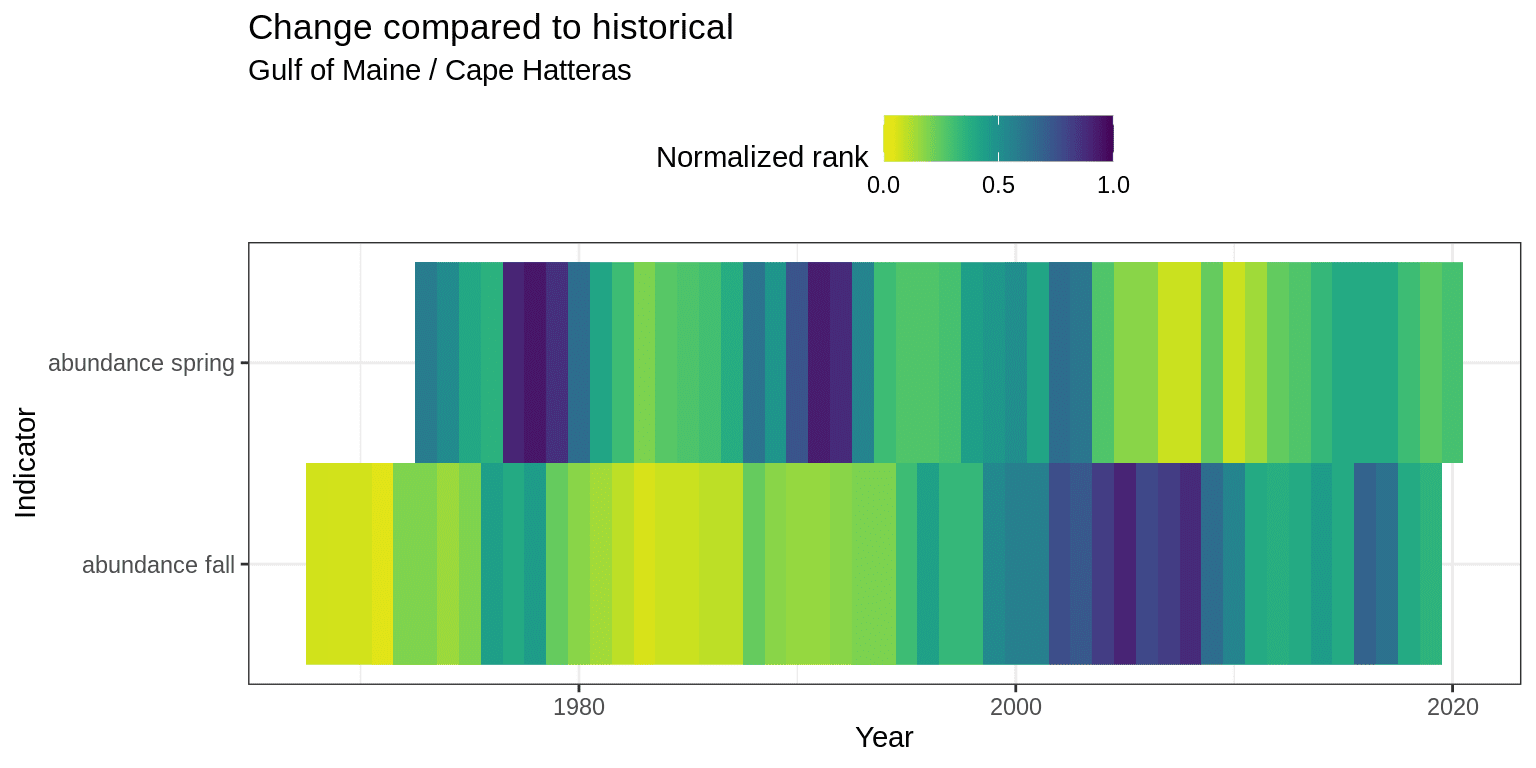 Change compared to historical
Gulf of Maine / Cape Hatteras
Normalized rank
0.0 0.5 1.0
Indicator
abundance spring
abundance fall
1980 2000 2020
Year